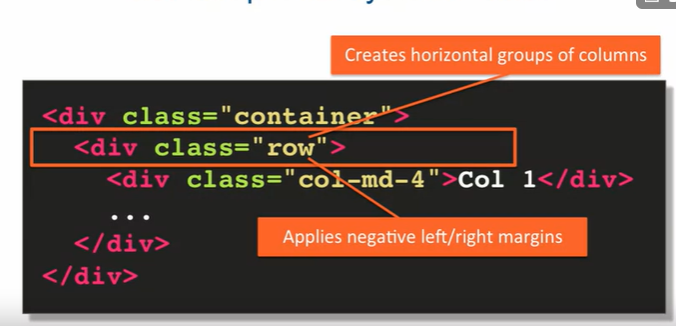 Creates horizontal groups of columns
<div class="container">
<div class="row">
<div class="col-md-4">Col 1</div>
...
Applies negative left/right margins
</div>
</div>